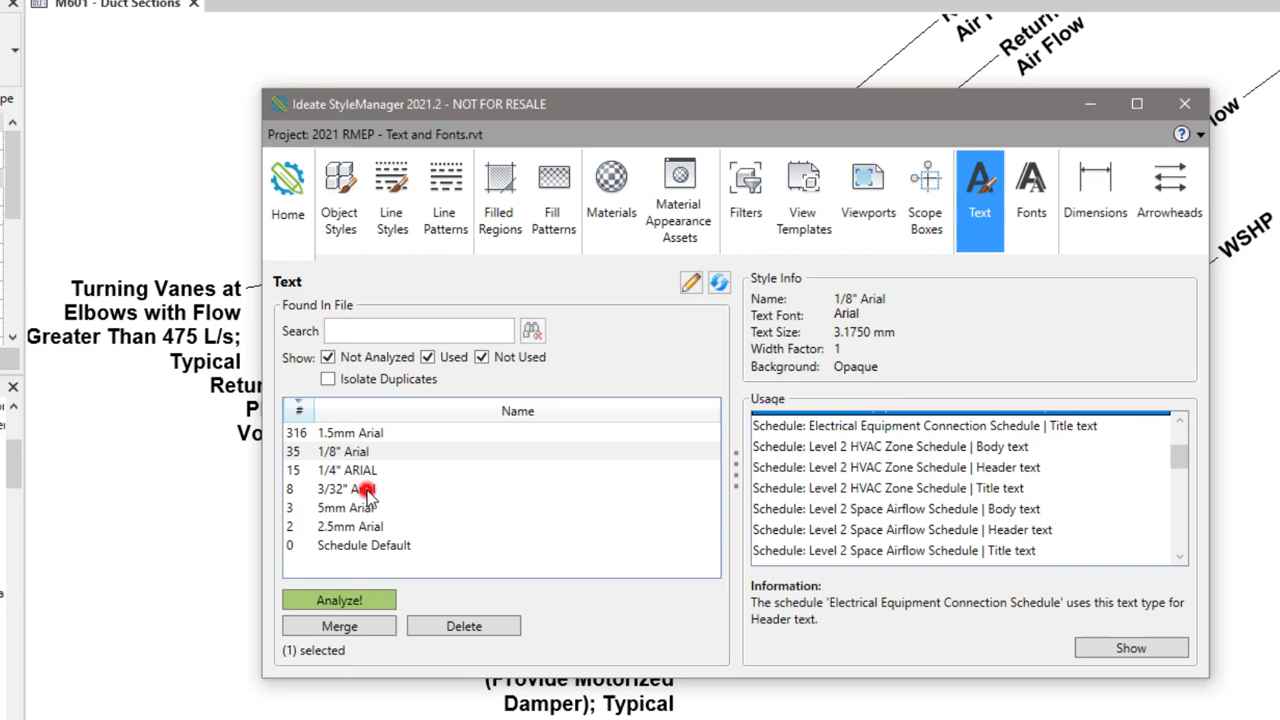 M601 - Duct Sections
Return
Air Flow
WSHP
Turning Vanes at
Elbows with Flow
Greater Than 475 L/s;
Typical
Ideate StyleManager 2021.2 - NOT FOR RESALE
Project: 2021 RMEP - Text and Fonts.rvt
Home
Object Styles
Line Styles
Line Patterns
Filled Regions
Fill Patterns
Materials
Material Appearance Assets
Filters
View Templates
Viewports
Scope Boxes
Text
Fonts
Dimensions
Arrowheads
Text
Found In File
Search
Show: Not Analyzed Used Not Used
Isolate Duplicates
# Name
316 1.5mm Arial
35 1/8" Arial
15 1/4" ARIAL
8 3/32" Arial
3 5mm Arial
2 2.5mm Arial
0 Schedule Default
Analyze!
Merge Delete
(1) selected
Style Info
Name: 1/8" Arial
Text Font: Arial
Text Size: 3.1750 mm
Width Factor: 1
Background: Opaque
Usage
Schedule: Electrical Equipment Connection Schedule | Title text
Schedule: Level 2 HVAC Zone Schedule | Body text
Schedule: Level 2 HVAC Zone Schedule | Header text
Schedule: Level 2 HVAC Zone Schedule | Title text
Schedule: Level 2 Space Airflow Schedule | Body text
Schedule: Level 2 Space Airflow Schedule | Header text
Schedule: Level 2 Space Airflow Schedule | Title text
Information:
The schedule 'Electrical Equipment Connection Schedule' uses this text type for
Header text.
Show
(Provide Motorized
Damper); Typical